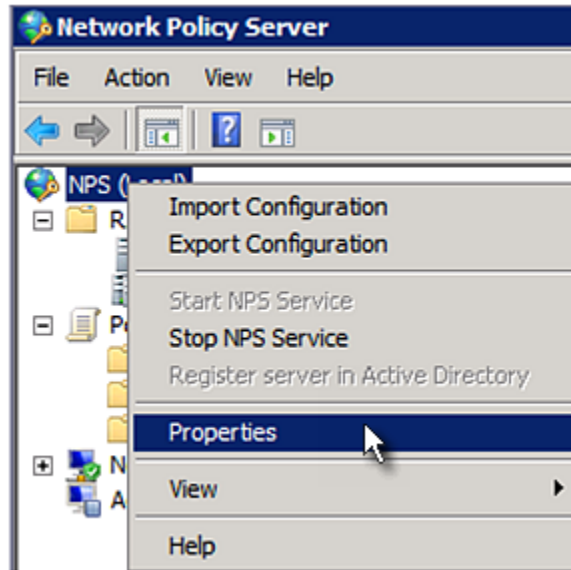 Network Policy Server
File Action View Help
NPS (Local)
Import Configuration
R
Export Configuration
Start NPS Service
P
Stop NPS Service
Register server in Active Directory
Properties
N
View
A
Help